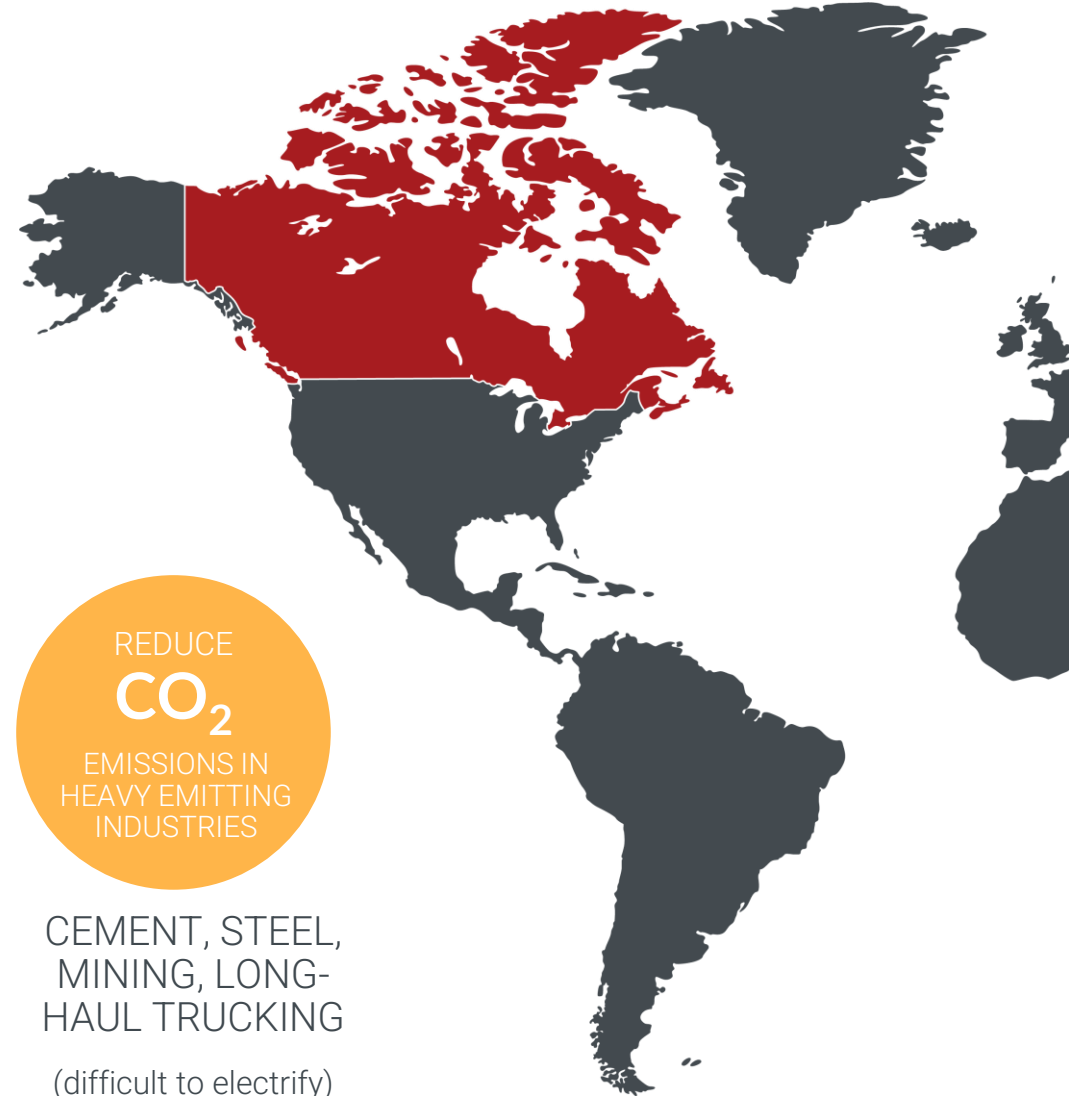 REDUCE
CO₂
EMISSIONS IN
HEAVY EMITTING
INDUSTRIES
CEMENT, STEEL,
MINING, LONG-
HAUL TRUCKING
(difficult to electrify)